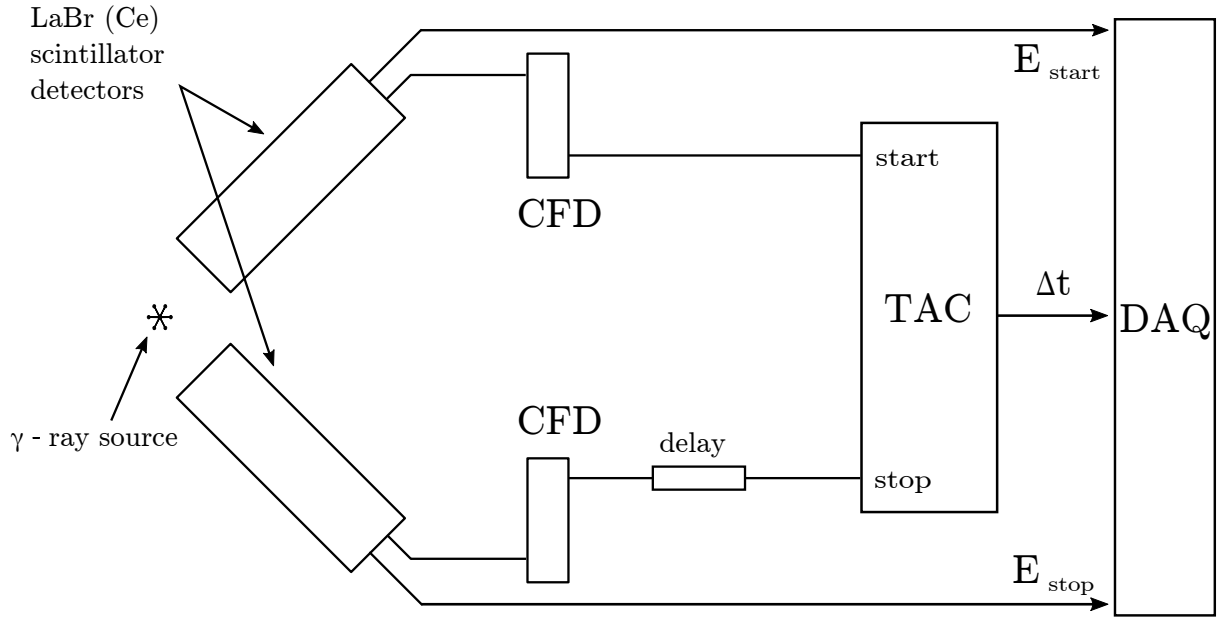 LaBr (Ce)
scintillator
detectors
E start
CFD
start
Δt
TAC
DAQ
CFD
delay
γ - ray source
stop
E stop